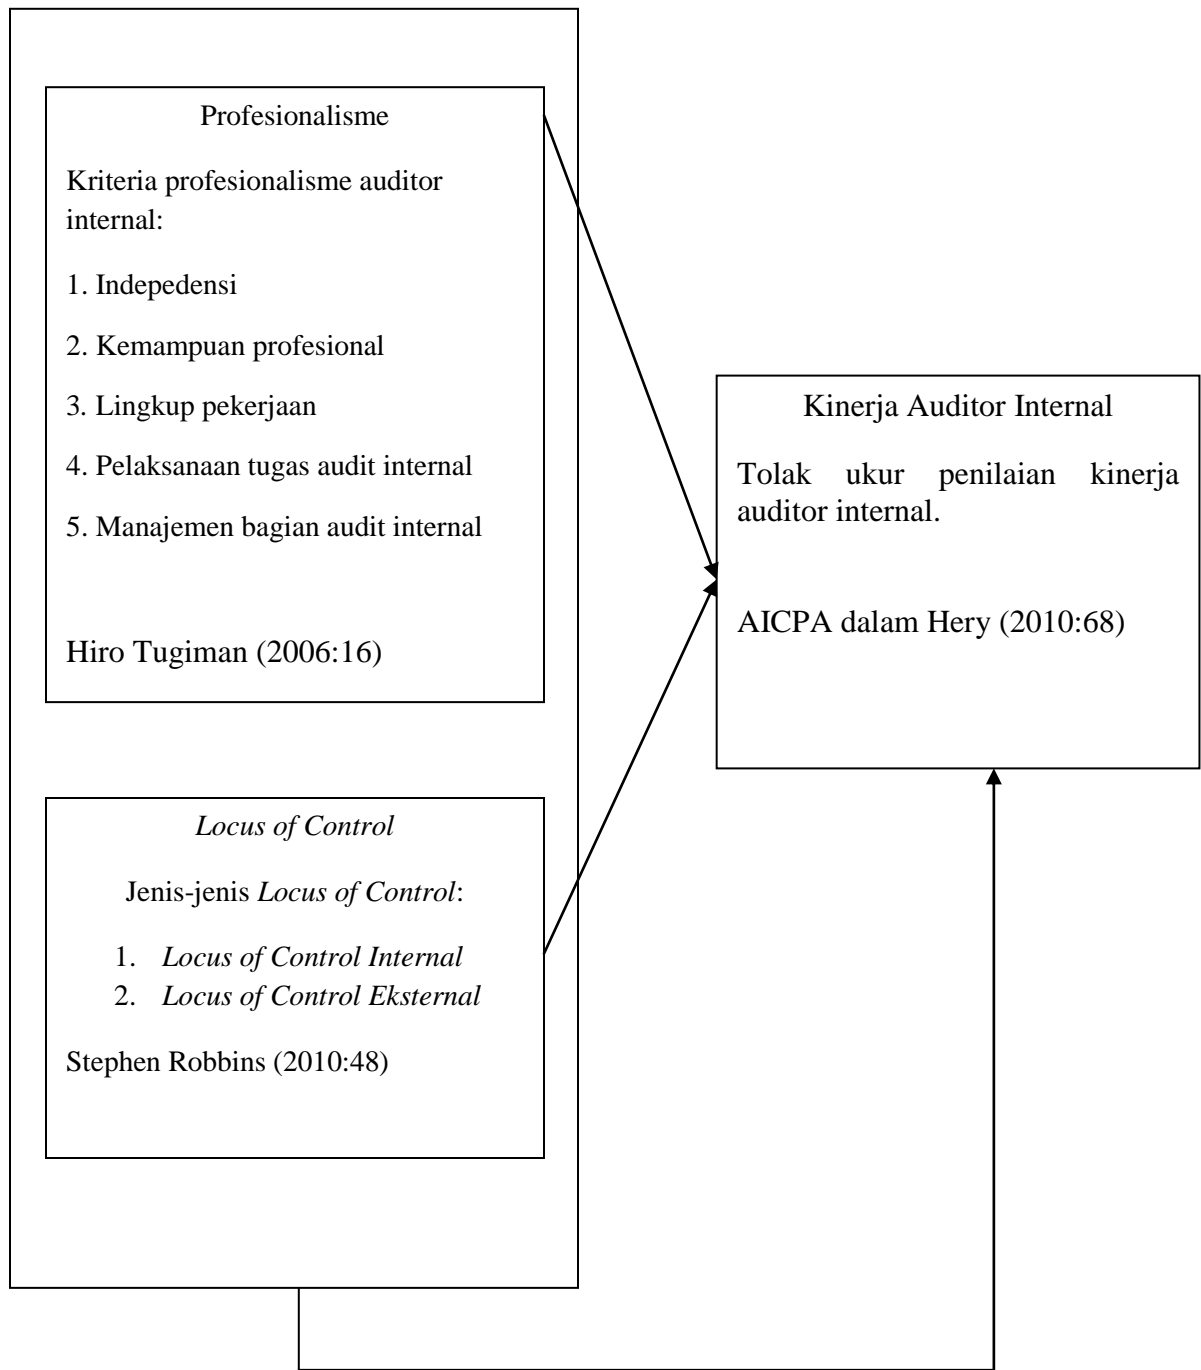 Profesionalisme
Kriteria profesionalisme auditor
internal:
1. Indepedensi
2. Kemampuan profesional
3. Lingkup pekerjaan
4. Pelaksanaan tugas audit internal
5. Manajemen bagian audit internal
Hiro Tugiman (2006:16)
Locus of Control
Jenis-jenis Locus of Control:
1. Locus of Control Internal
2. Locus of Control Eksternal
Stephen Robbins (2010:48)
Kinerja Auditor Internal
Tolak ukur penilaian kinerja
auditor internal.
AICPA dalam Hery (2010:68)